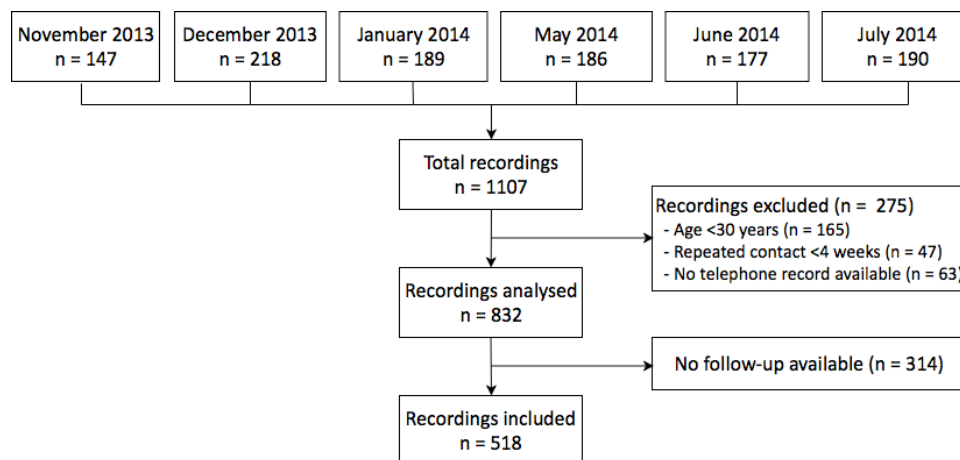 November 2013
n = 147
December 2013
n = 218
January 2014
n = 189
May 2014
n = 186
June 2014
n = 177
July 2014
n = 190
Total recordings
n = 1107
Recordings excluded (n =  275)
- Age <30 years (n = 165)
- Repeated contact <4 weeks (n = 47)
- No telephone record available (n = 63)
Recordings analysed
n = 832
No follow-up available (n = 314)
Recordings included
n = 518